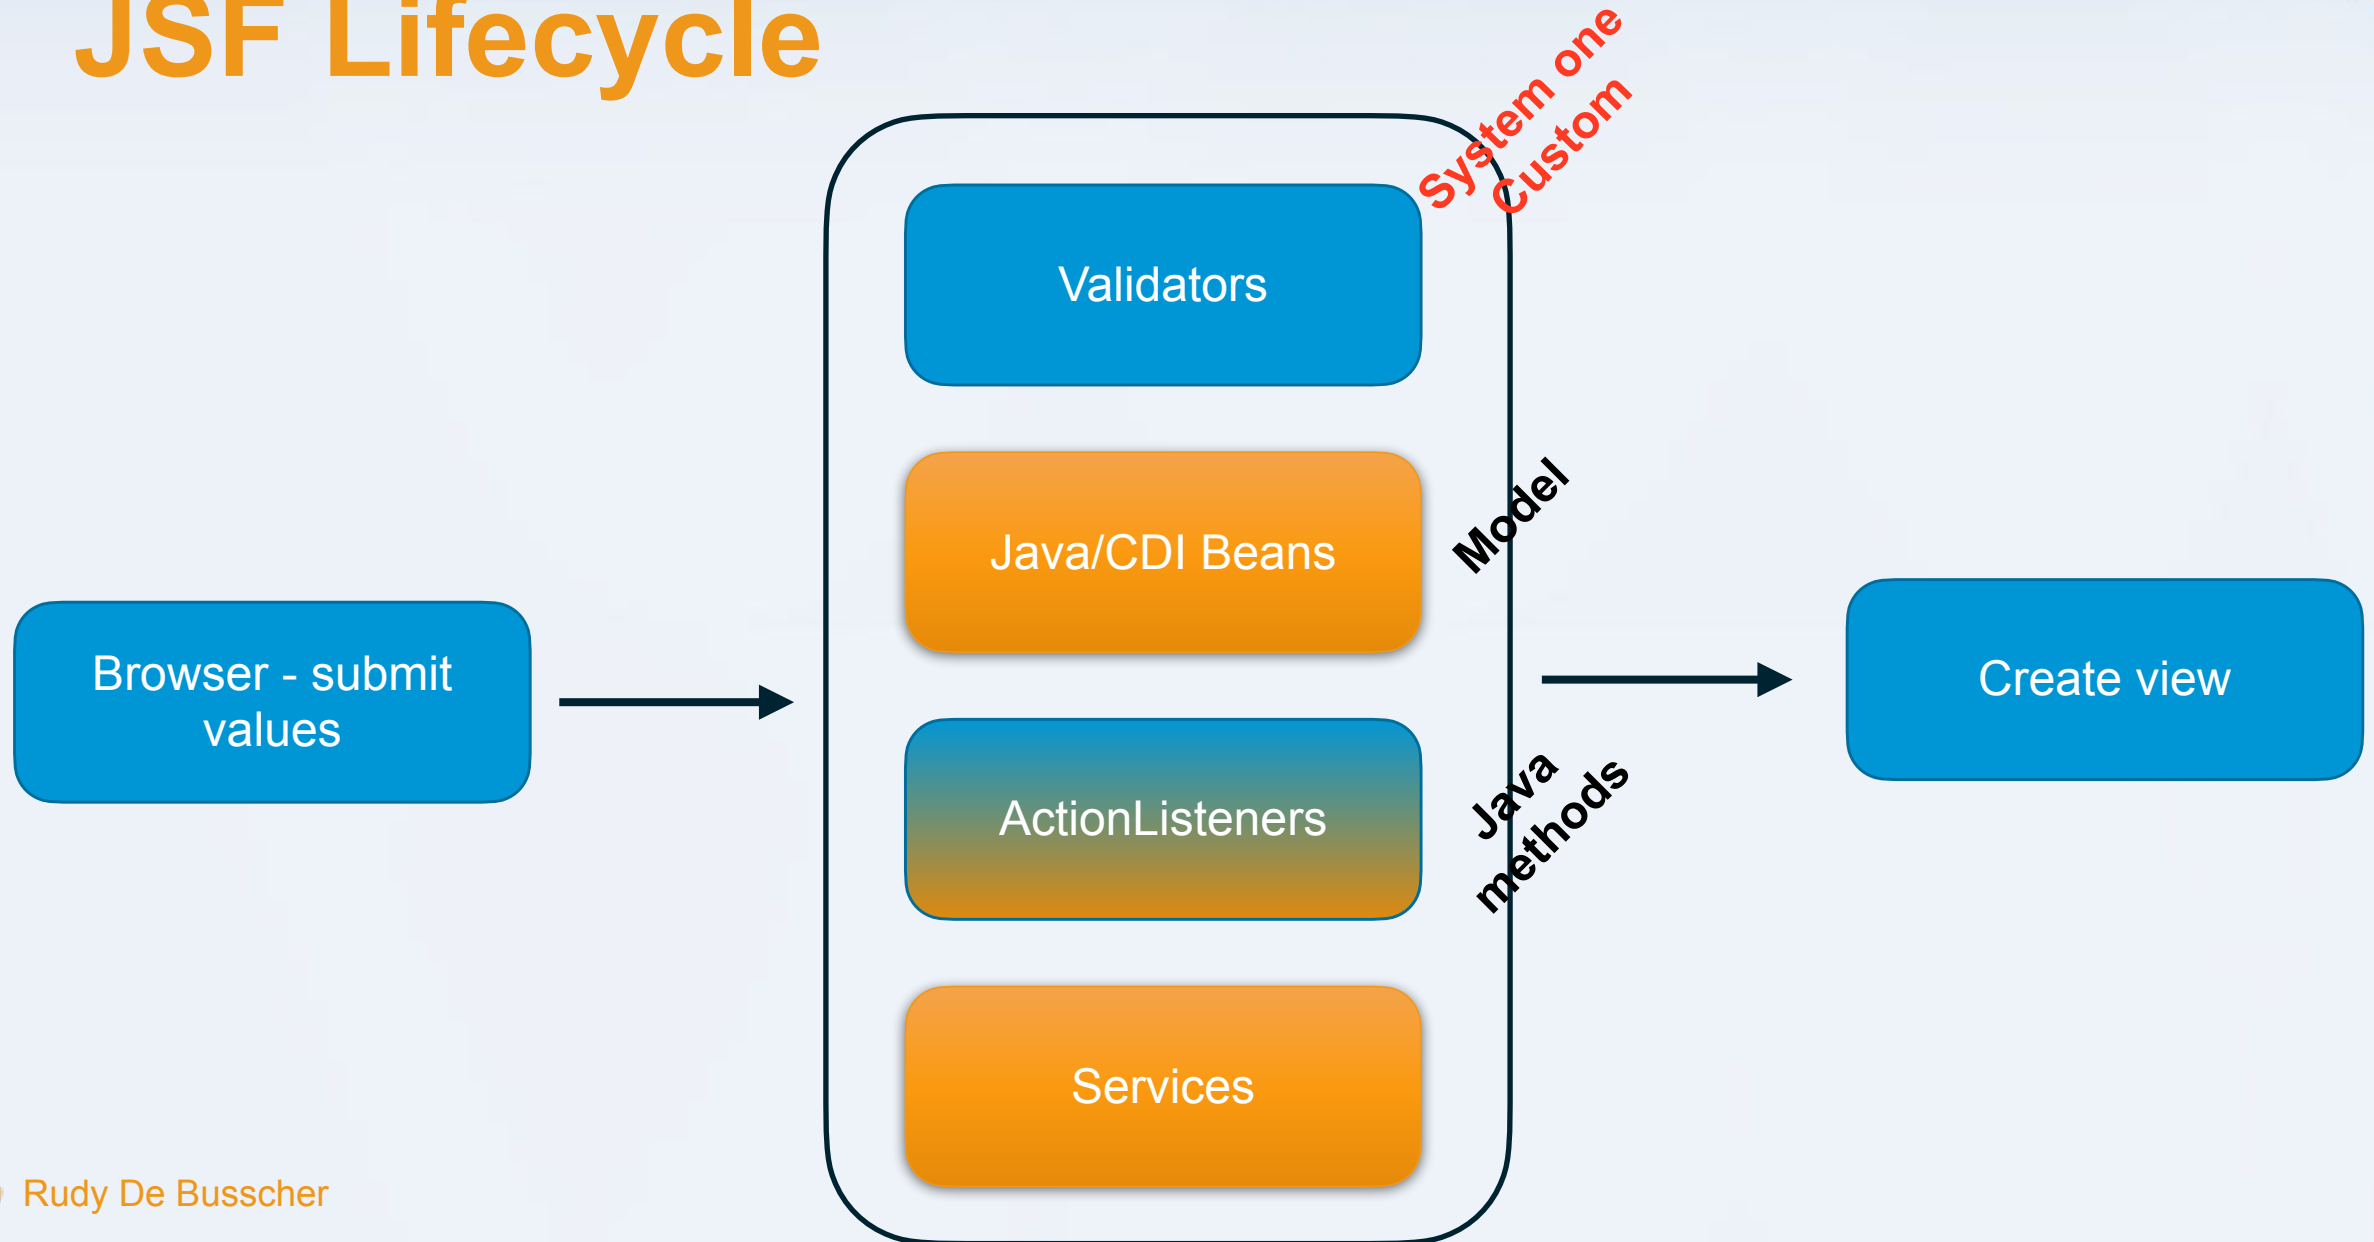 JSF Lifecycle
System one
Custom
Validators
Java/CDI Beans
Model
Browser - submit
values
Create view
ActionListeners
Java
methods
Services
Rudy De Busscher